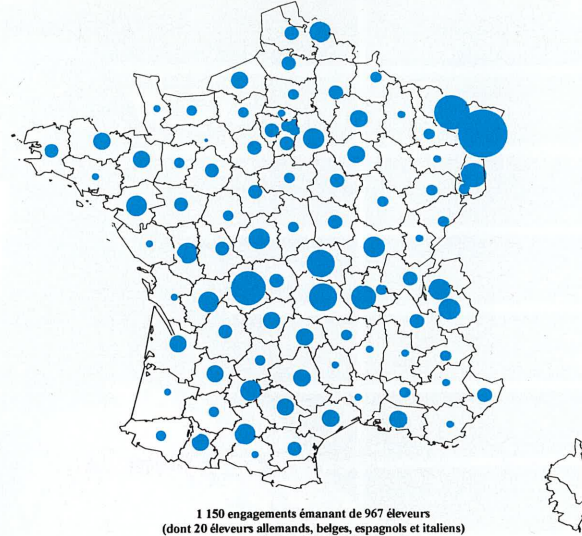 1 150 engagements émanant de 967 éleveurs
(dont 20 éleveurs allemands, belges, espagnols et italiens)